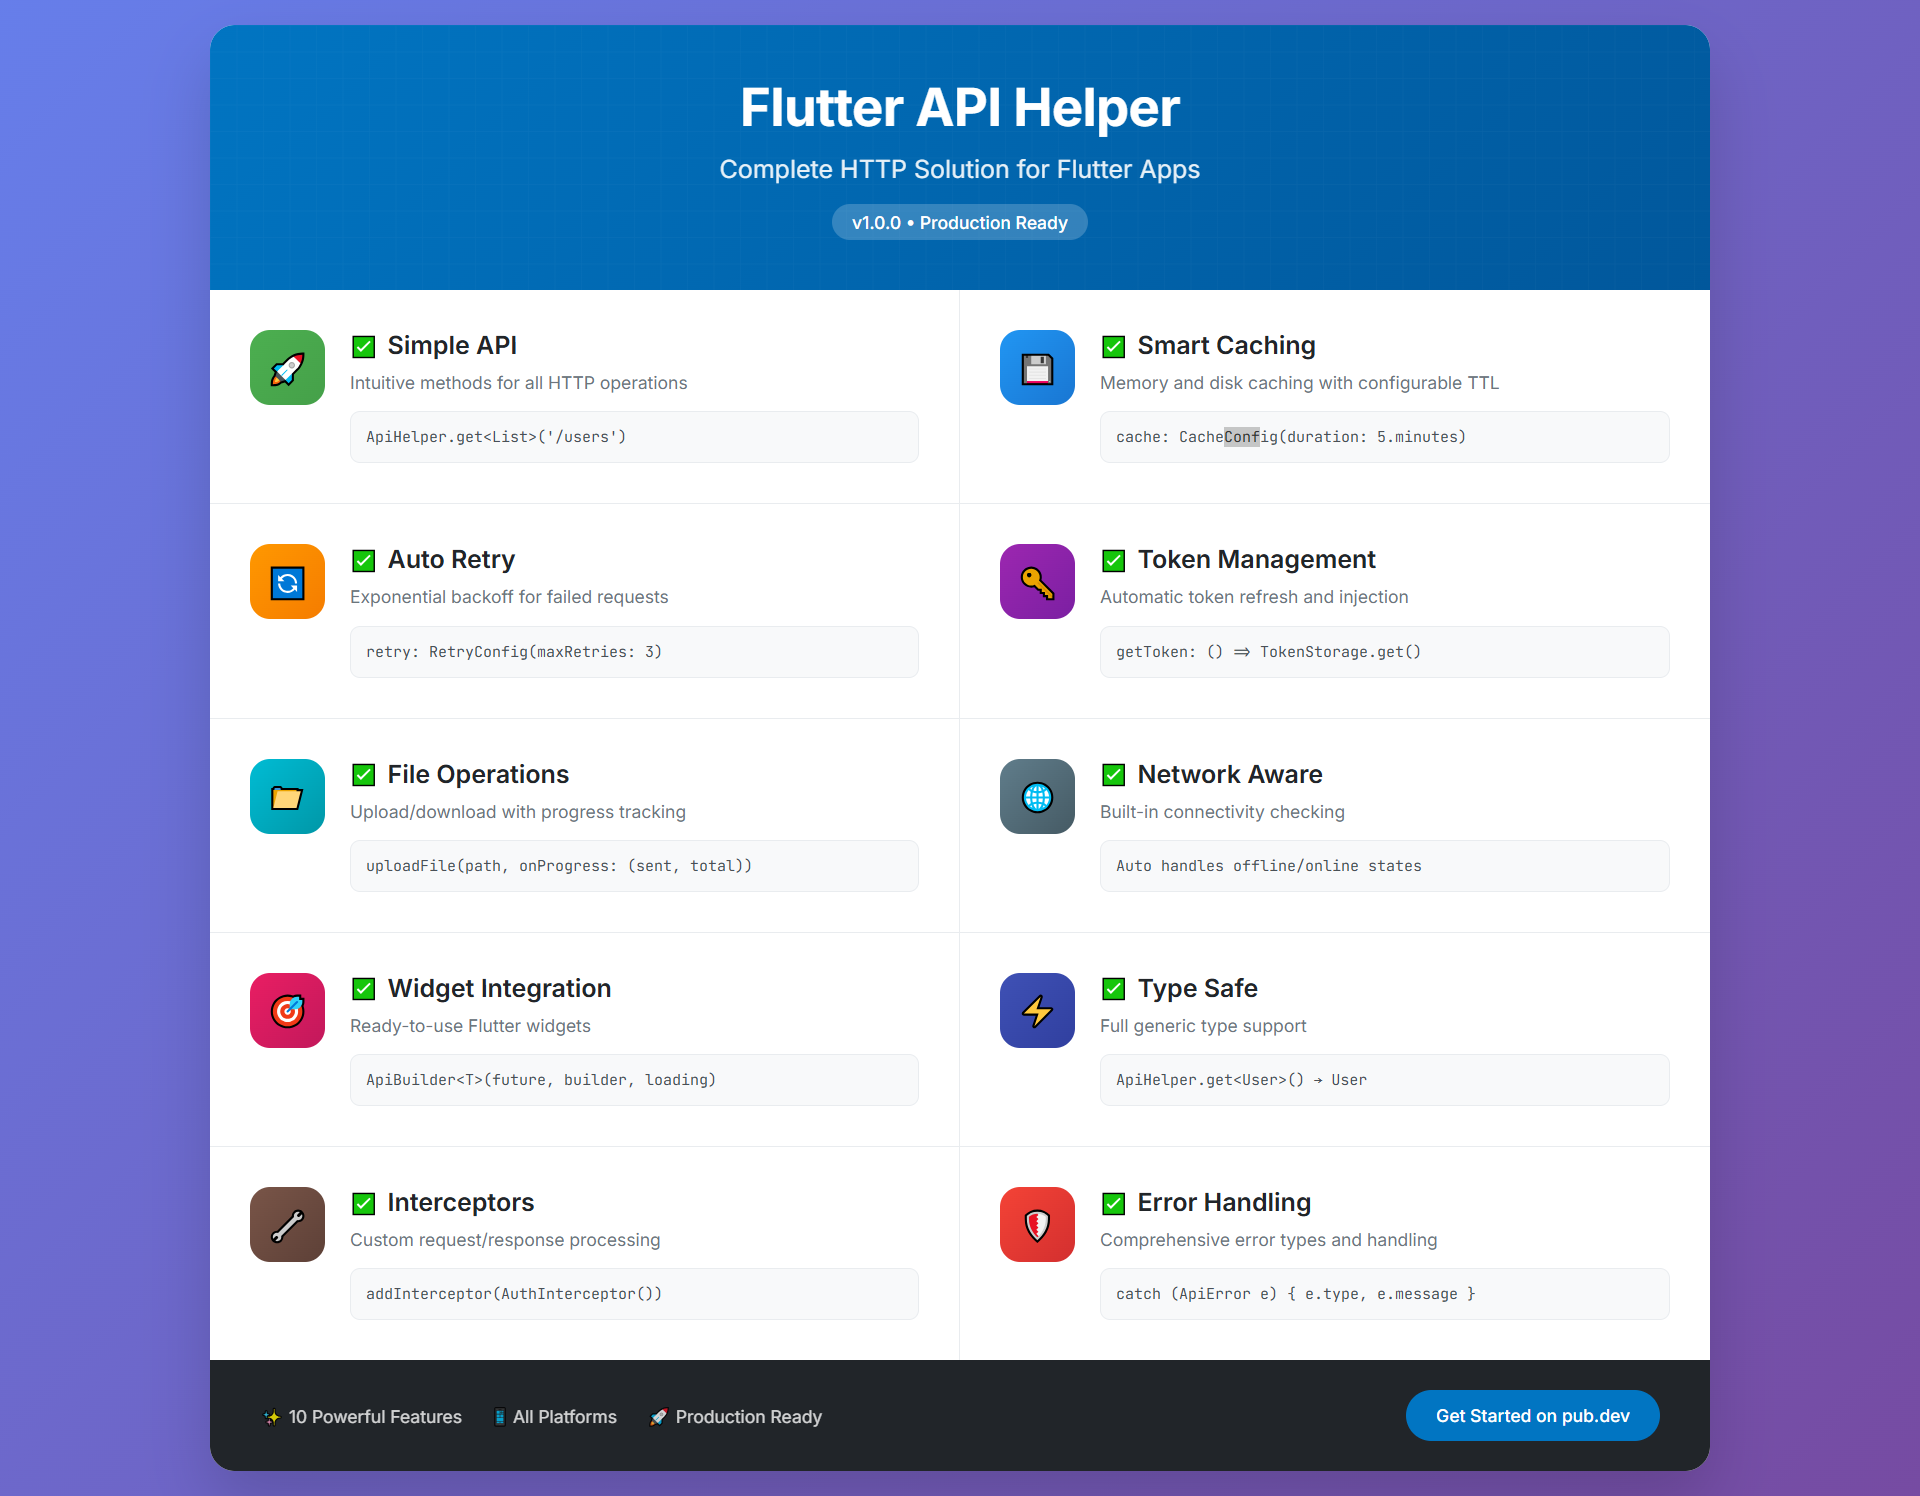 Flutter API Helper
Complete HTTP Solution for Flutter Apps
v1.0.0 • Production Ready
✅ Simple API
Intuitive methods for all HTTP operations
ApiHelper.get<List>('/users')
✅ Smart Caching
Memory and disk caching with configurable TTL
cache: CacheConfig(duration: 5.minutes)
✅ Auto Retry
Exponential backoff for failed requests
retry: RetryConfig(maxRetries: 3)
✅ Token Management
Automatic token refresh and injection
getToken: () => TokenStorage.get()
✅ File Operations
Upload/download with progress tracking
uploadFile(path, onProgress: (sent, total))
✅ Network Aware
Built-in connectivity checking
Auto handles offline/online states
✅ Widget Integration
Ready-to-use Flutter widgets
ApiBuilder<T>(future, builder, loading)
✅ Type Safe
Full generic type support
ApiHelper.get<User>() → User
✅ Interceptors
Custom request/response processing
addInterceptor(AuthInterceptor())
✅ Error Handling
Comprehensive error types and handling
catch (ApiError e) { e.type, e.message }
✨ 10 Powerful Features
📱 All Platforms
🚀 Production Ready
Get Started on pub.dev